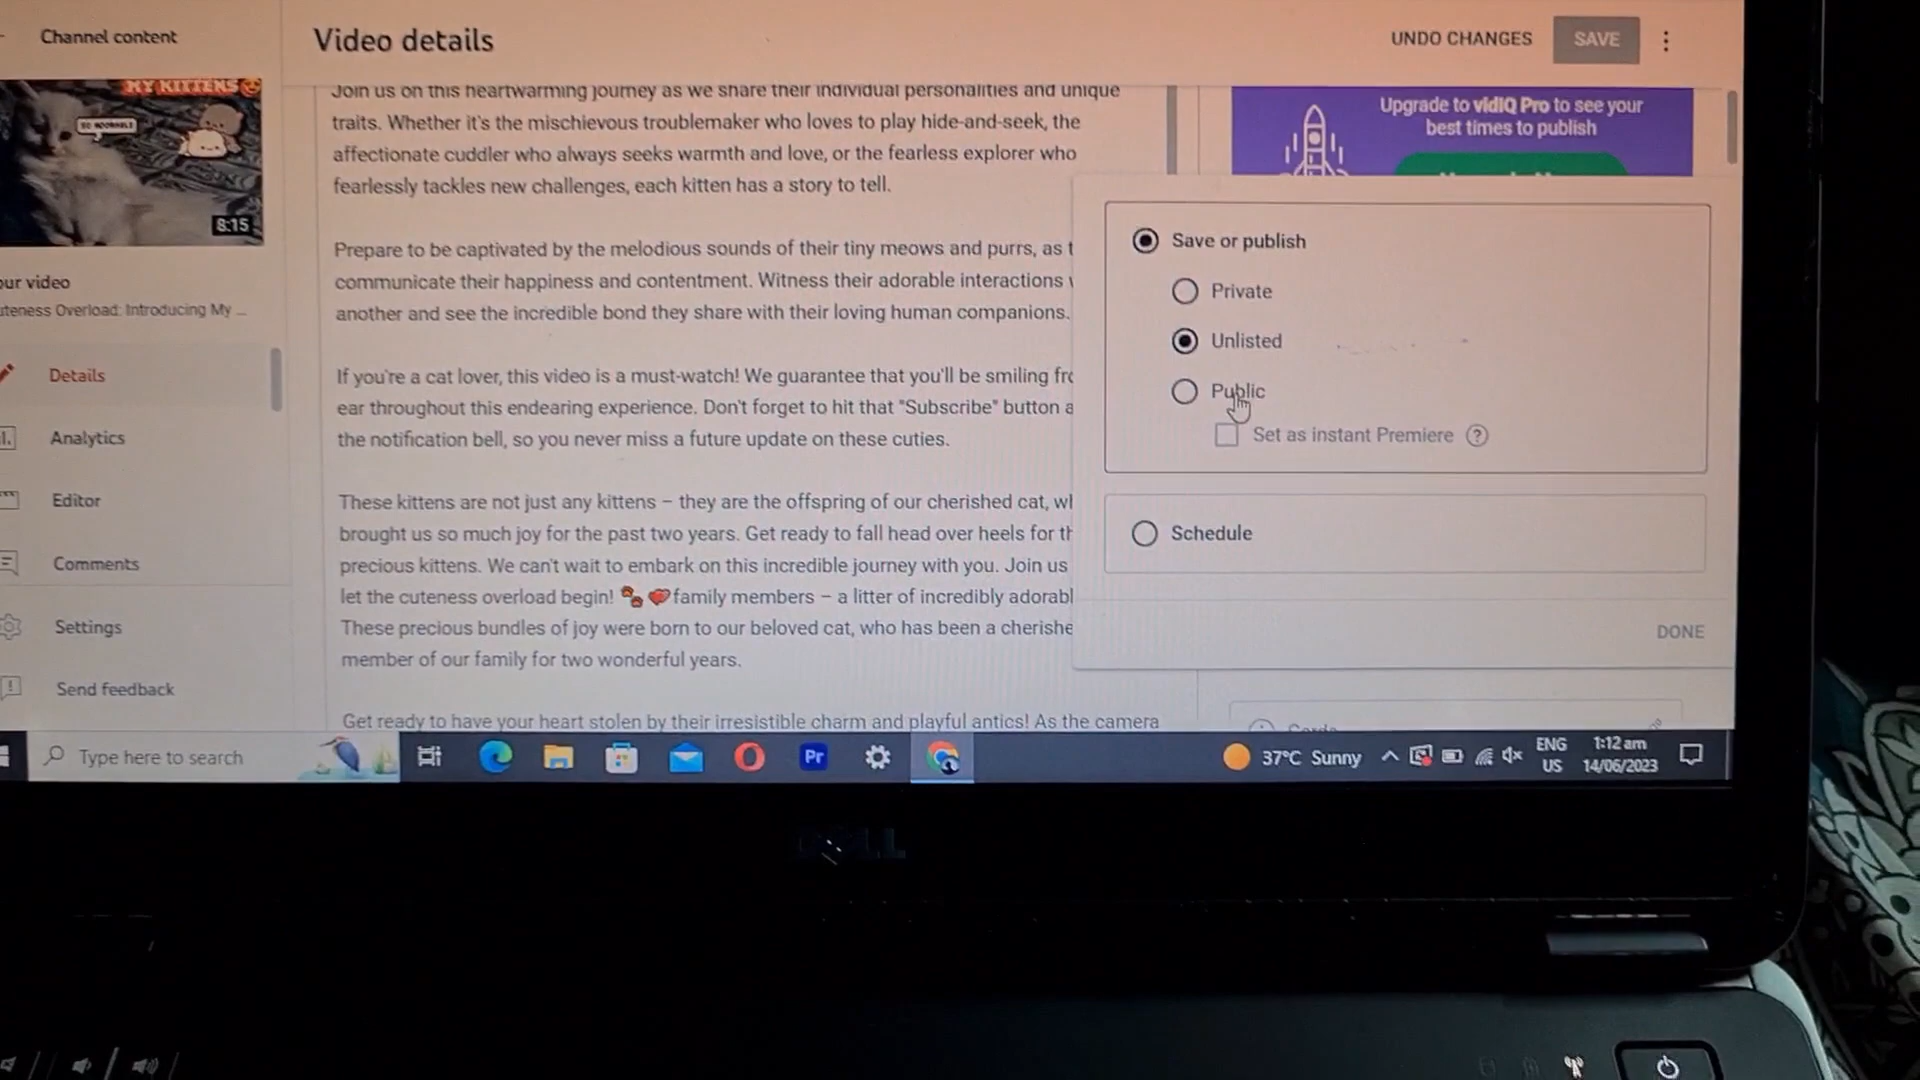 Channel content
Video details
UNDO CHANGES
SAVE
MY KITTENS
SO ADORABLE
8:15
our video
uteness Overload: Introducing My ...
Details
Analytics
Editor
Comments
Settings
Send feedback
Join us on this heartwarming journey as we share their individual personalities and unique
traits. Whether it's the mischievous troublemaker who loves to play hide-and-seek, the
affectionate cuddler who always seeks warmth and love, or the fearless explorer who
fearlessly tackles new challenges, each kitten has a story to tell.
Prepare to be captivated by the melodious sounds of their tiny meows and purrs, as t
communicate their happiness and contentment. Witness their adorable interactions
another and see the incredible bond they share with their loving human companions.
If you're a cat lover, this video is a must-watch! We guarantee that you'll be smiling fro
ear throughout this endearing experience. Don't forget to hit that "Subscribe" button a
the notification bell, so you never miss a future update on these cuties.
These kittens are not just any kittens – they are the offspring of our cherished cat, wh
brought us so much joy for the past two years. Get ready to fall head over heels for th
precious kittens. We can't wait to embark on this incredible journey with you. Join us
let the cuteness overload begin! 🐾❤️family members – a litter of incredibly adorabl
These precious bundles of joy were born to our beloved cat, who has been a cherishe
member of our family for two wonderful years.
Get ready to have your heart stolen by their irresistible charm and playful antics! As the camera
Upgrade to vidIQ Pro to see your
best times to publish
Save or publish
Private
Unlisted
Public
Set as instant Premiere
Schedule
DONE
Cards
Type here to search
Pr
37°C Sunny
ENG
US
1:12 am
14/06/2023
DELL